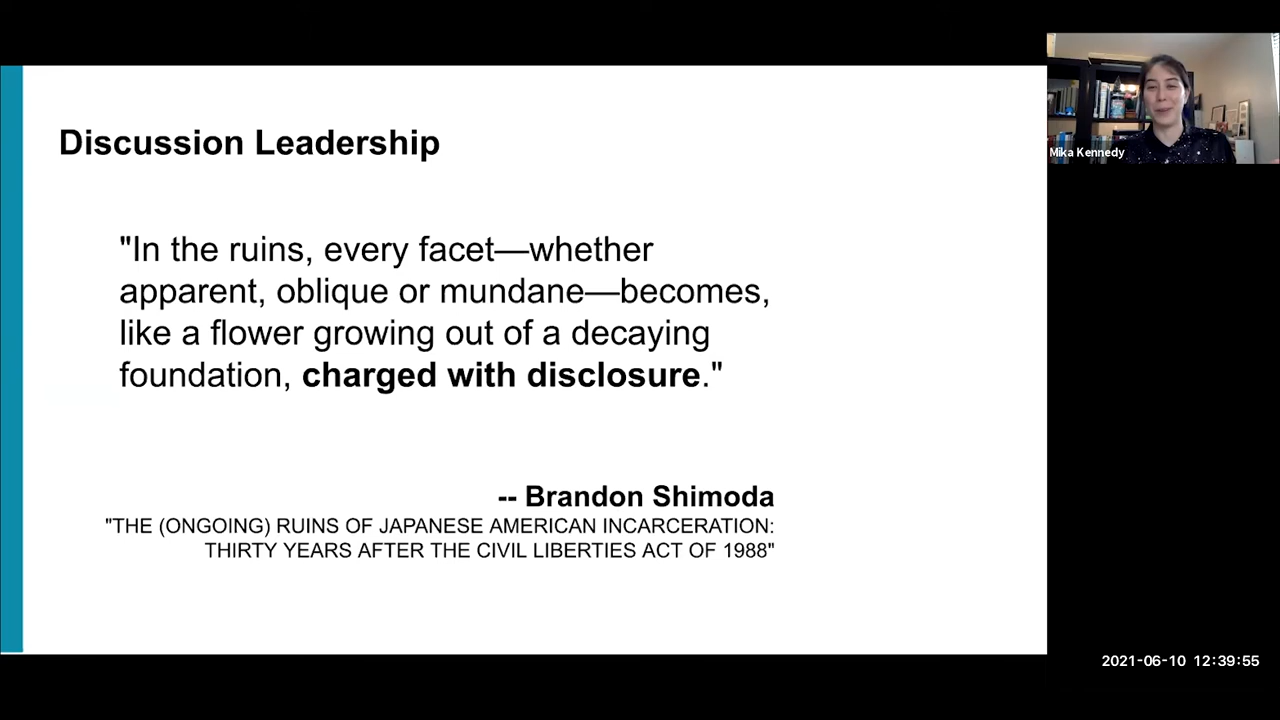 Discussion Leadership
"In the ruins, every facet—whether
apparent, oblique or mundane—becomes,
like a flower growing out of a decaying
foundation, charged with disclosure."
-- Brandon Shimoda
"THE (ONGOING) RUINS OF JAPANESE AMERICAN INCARCERATION:
THIRTY YEARS AFTER THE CIVIL LIBERTIES ACT OF 1988"
Mika Kennedy
2021-06-10 12:39:55